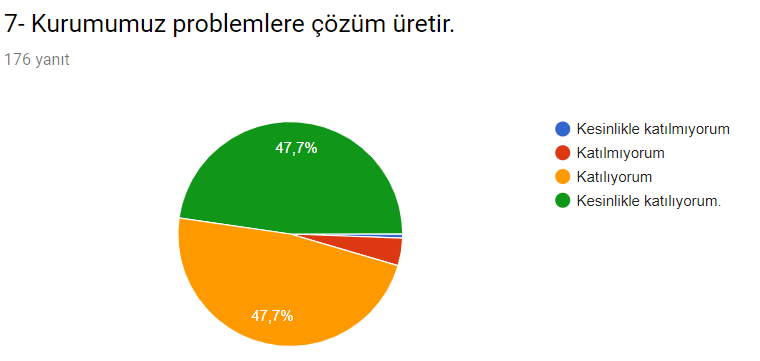 7- Kurumumuz problemlere çözüm üretir.
176 yanıt
Kesinlikle katılmıyorum
Katılmıyorum
Katılıyorum
Kesinlikle katılıyorum.
47,7%
47,7%